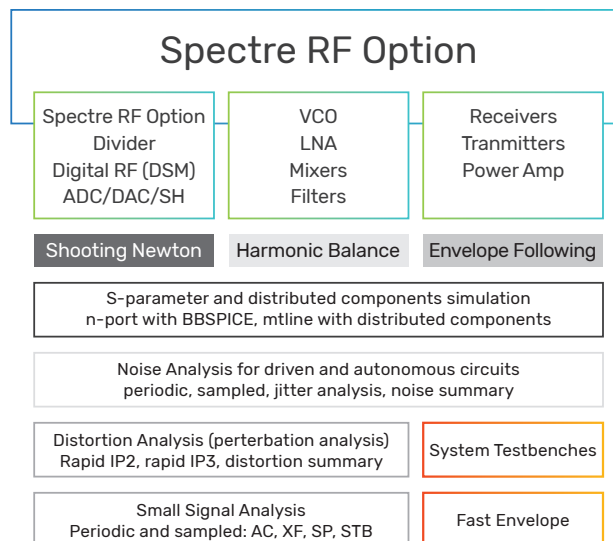 Spectre RF Option
Spectre RF Option
Divider
Digital RF (DSM)
ADC/DAC/SH
VCO
LNA
Mixers
Filters
Receivers
Tranmitters
Power Amp
Shooting Newton
Harmonic Balance
Envelope Following
S-parameter and distributed components simulation
n-port with BBSPICE, mtline with distributed components
Noise Analysis for driven and autonomous circuits
periodic, sampled, jitter analysis, noise summary
Distortion Analysis (perterbation analysis)
Rapid IP2, rapid IP3, distortion summary
System Testbenches
Small Signal Analysis
Periodic and sampled: AC, XF, SP, STB
Fast Envelope